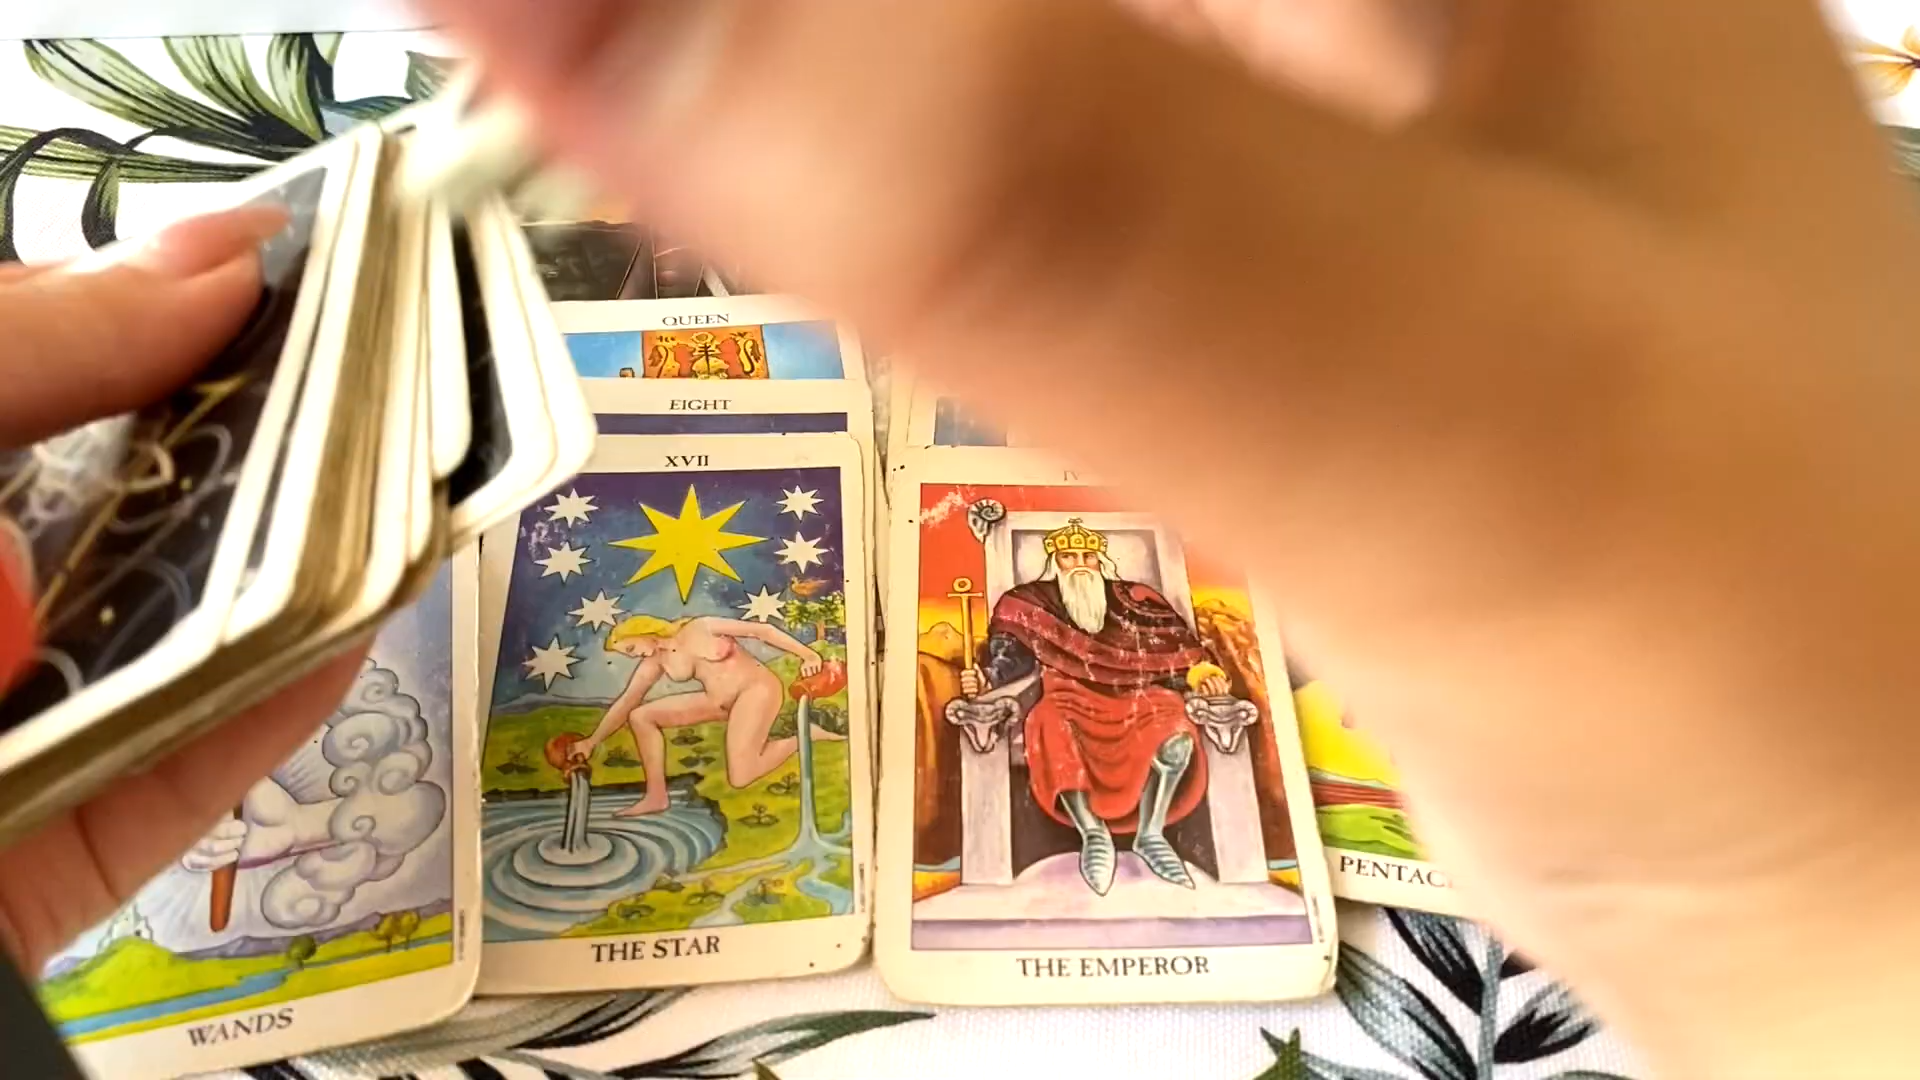 QUEEN
EIGHT
XVII
THE STAR
THE EMPEROR
WANDS